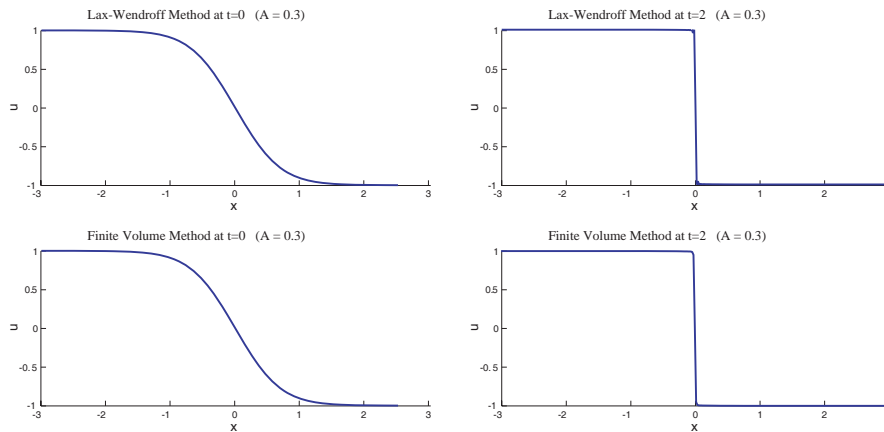 Lax-Wendroff Method at t=0 (A = 0.3)
1
0.5
0
-0.5
-1
u
-3 -2 -1 0 1 2 3
x
Lax-Wendroff Method at t=2 (A = 0.3)
1
0.5
0
-0.5
-1
u
-3 -2 -1 0 1 2 3
x
Finite Volume Method at t=0 (A = 0.3)
1
0.5
0
-0.5
-1
u
-3 -2 -1 0 1 2 3
x
Finite Volume Method at t=2 (A = 0.3)
1
0.5
0
-0.5
-1
u
-3 -2 -1 0 1 2 3
x